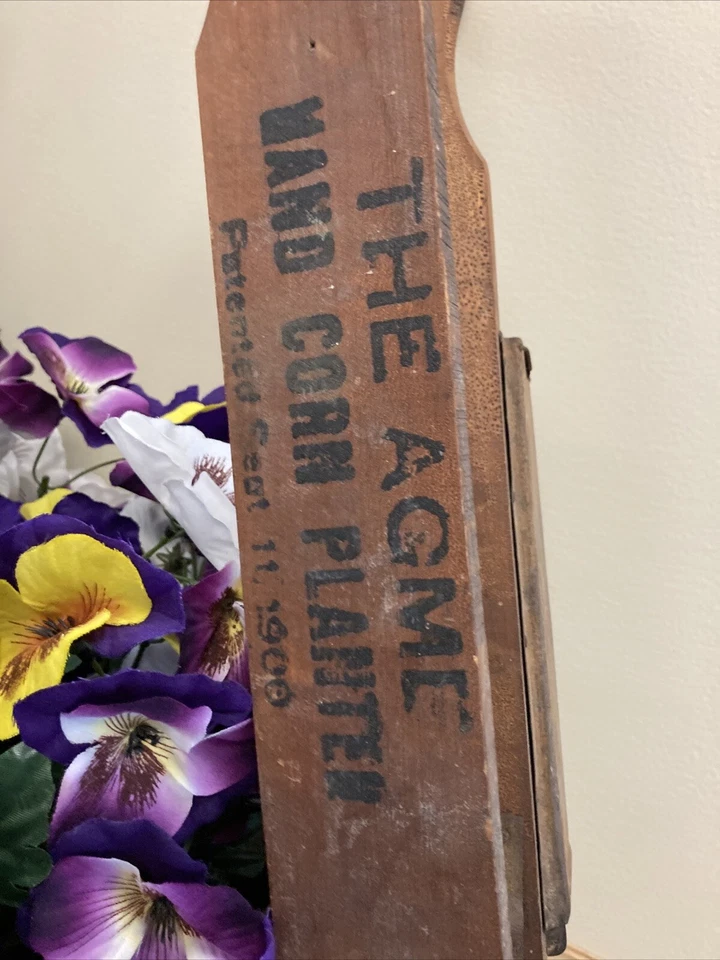 THE ACME
HAND CORN PLANTER
Patented Sept 11 1900